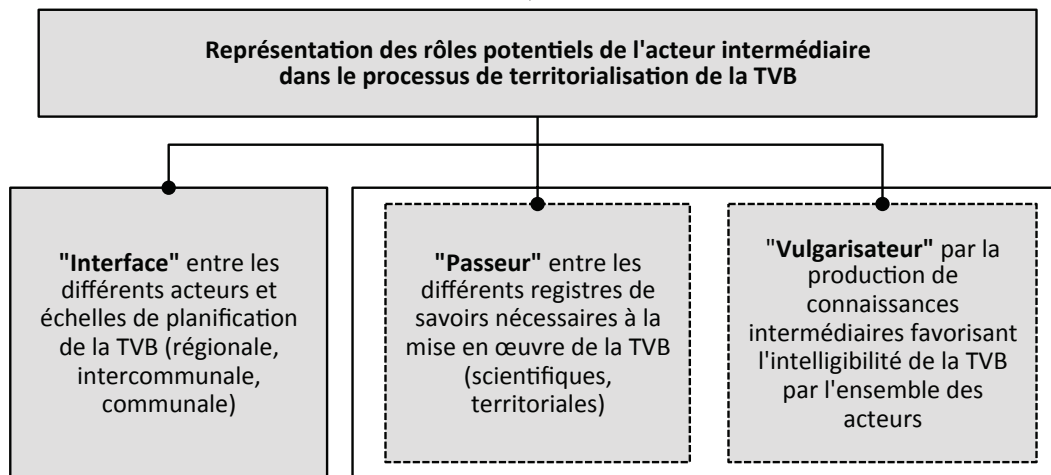 Représentation des rôles potentiels de l'acteur intermédiaire
dans le processus de territorialisation de la TVB
"Interface" entre les
différents acteurs et
échelles de planification
de la TVB (régionale,
intercommunale,
communale)
"Passeur" entre les
différents registres de
savoirs nécessaires à la
mise en œuvre de la TVB
(scientifiques,
territoriales)
"Vulgarisateur" par la
production de
connaissances
intermédiaires favorisant
l'intelligibilité de la TVB
par l'ensemble des
acteurs